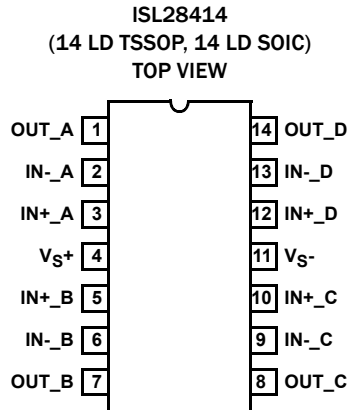 ISL28414
(14 LD TSSOP, 14 LD SOIC)
TOP VIEW
OUT_A 1 14 OUT_D
IN-_A 2 13 IN-_D
IN+_A 3 12 IN+_D
VS+ 4 11 VS-
IN+_B 5 10 IN+_C
IN-_B 6 9 IN-_C
OUT_B 7 8 OUT_C